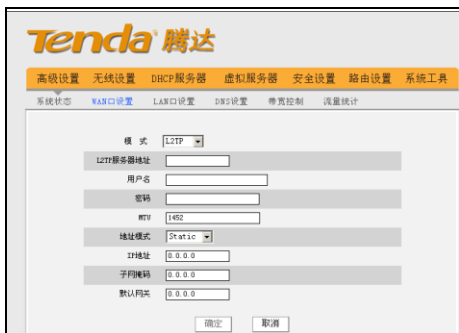 Tenda 腾达
高级设置 无线设置 DHCP服务器 虚拟服务器 安全设置 路由设置 系统工具
系统状态 WAN口设置 LAN口设置 DNS设置 带宽控制 流量统计
模 式 L2TP
L2TP服务器地址
用户名
密码
MTU 1452
地址模式 Static
IP地址 0.0.0.0
子网掩码 0.0.0.0
默认网关 0.0.0.0
确定 取消